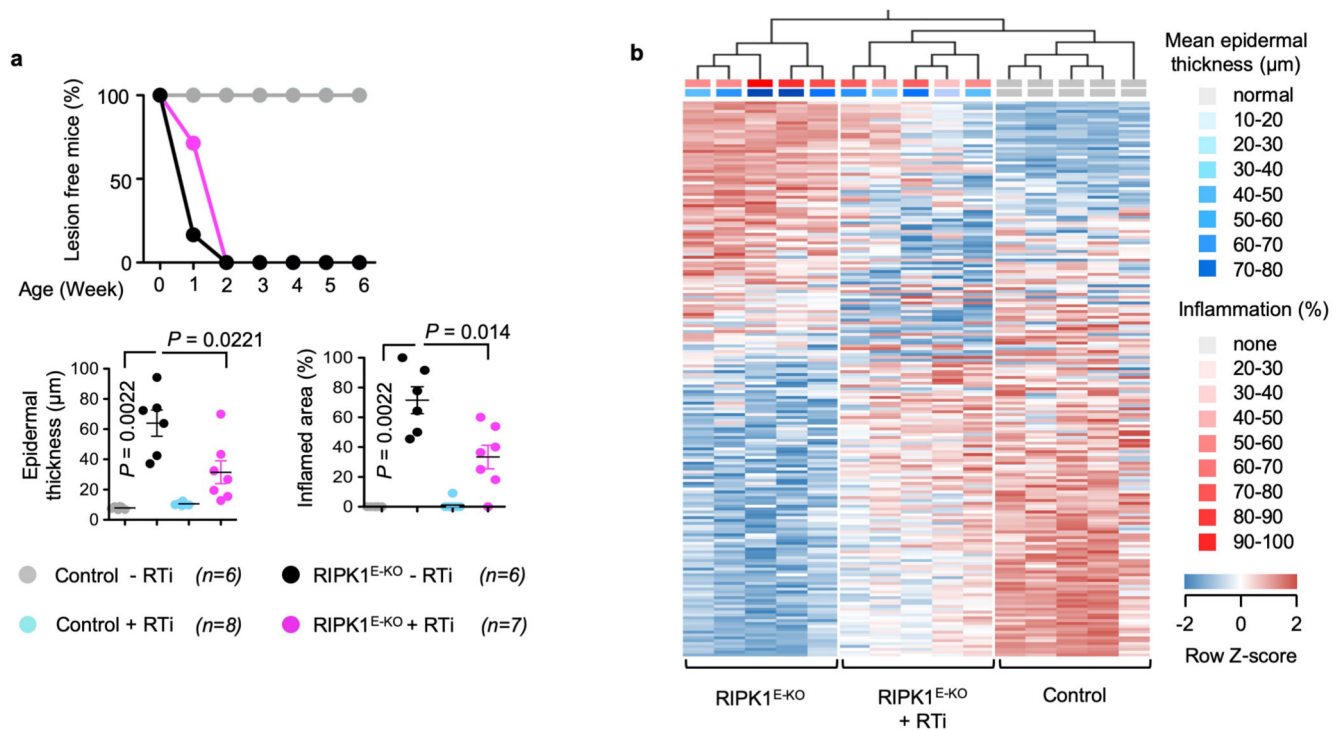 a
Lesion free mice (%)
100
50
0
Age (Week)
0 1 2 3 4 5 6
P = 0.0221
P = 0.0022
Epidermal
thickness (µm)
100
80
60
40
20
0
P = 0.014
P = 0.0022
Inflamed area (%)
100
80
60
40
20
0
Control - RTi (n=6)
RIPK1E-KO - RTi (n=6)
Control + RTi (n=8)
RIPK1E-KO + RTi (n=7)
b
RIPK1E-KO
RIPK1E-KO
+ RTi
Control
Mean epidermal
thickness (µm)
normal
10-20
20-30
30-40
40-50
50-60
60-70
70-80
Inflammation (%)
none
20-30
30-40
40-50
50-60
60-70
70-80
80-90
90-100
-2 0 2
Row Z-score